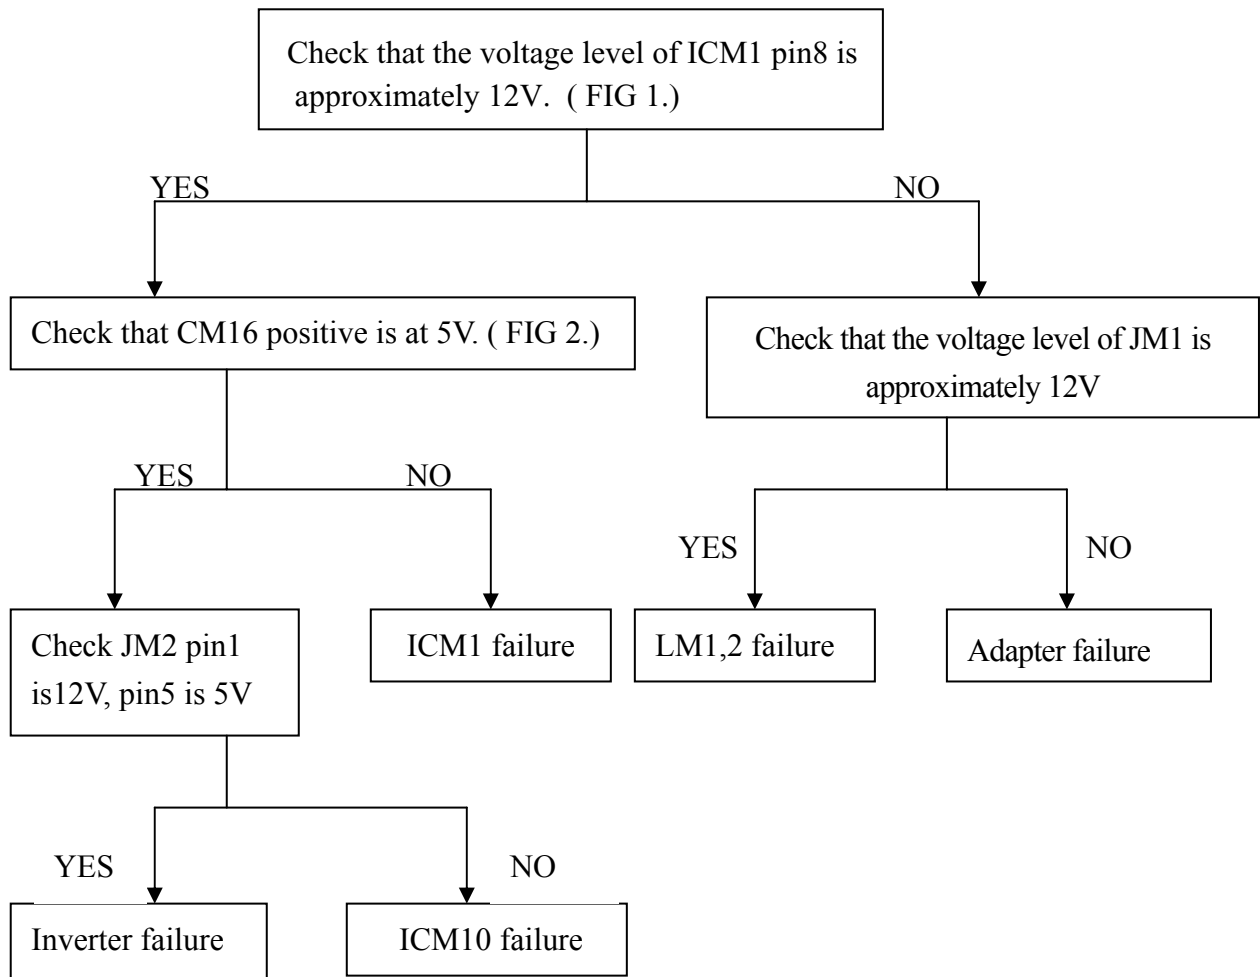 Check that the voltage level of ICM1 pin8 is
approximately 12V. ( FIG 1.)
YES
NO
Check that CM16 positive is at 5V. ( FIG 2.)
Check that the voltage level of JM1 is
approximately 12V
YES
NO
YES
NO
Check JM2 pin1
is12V, pin5 is 5V
ICM1 failure
LM1,2 failure
Adapter failure
YES
NO
Inverter failure
ICM10 failure